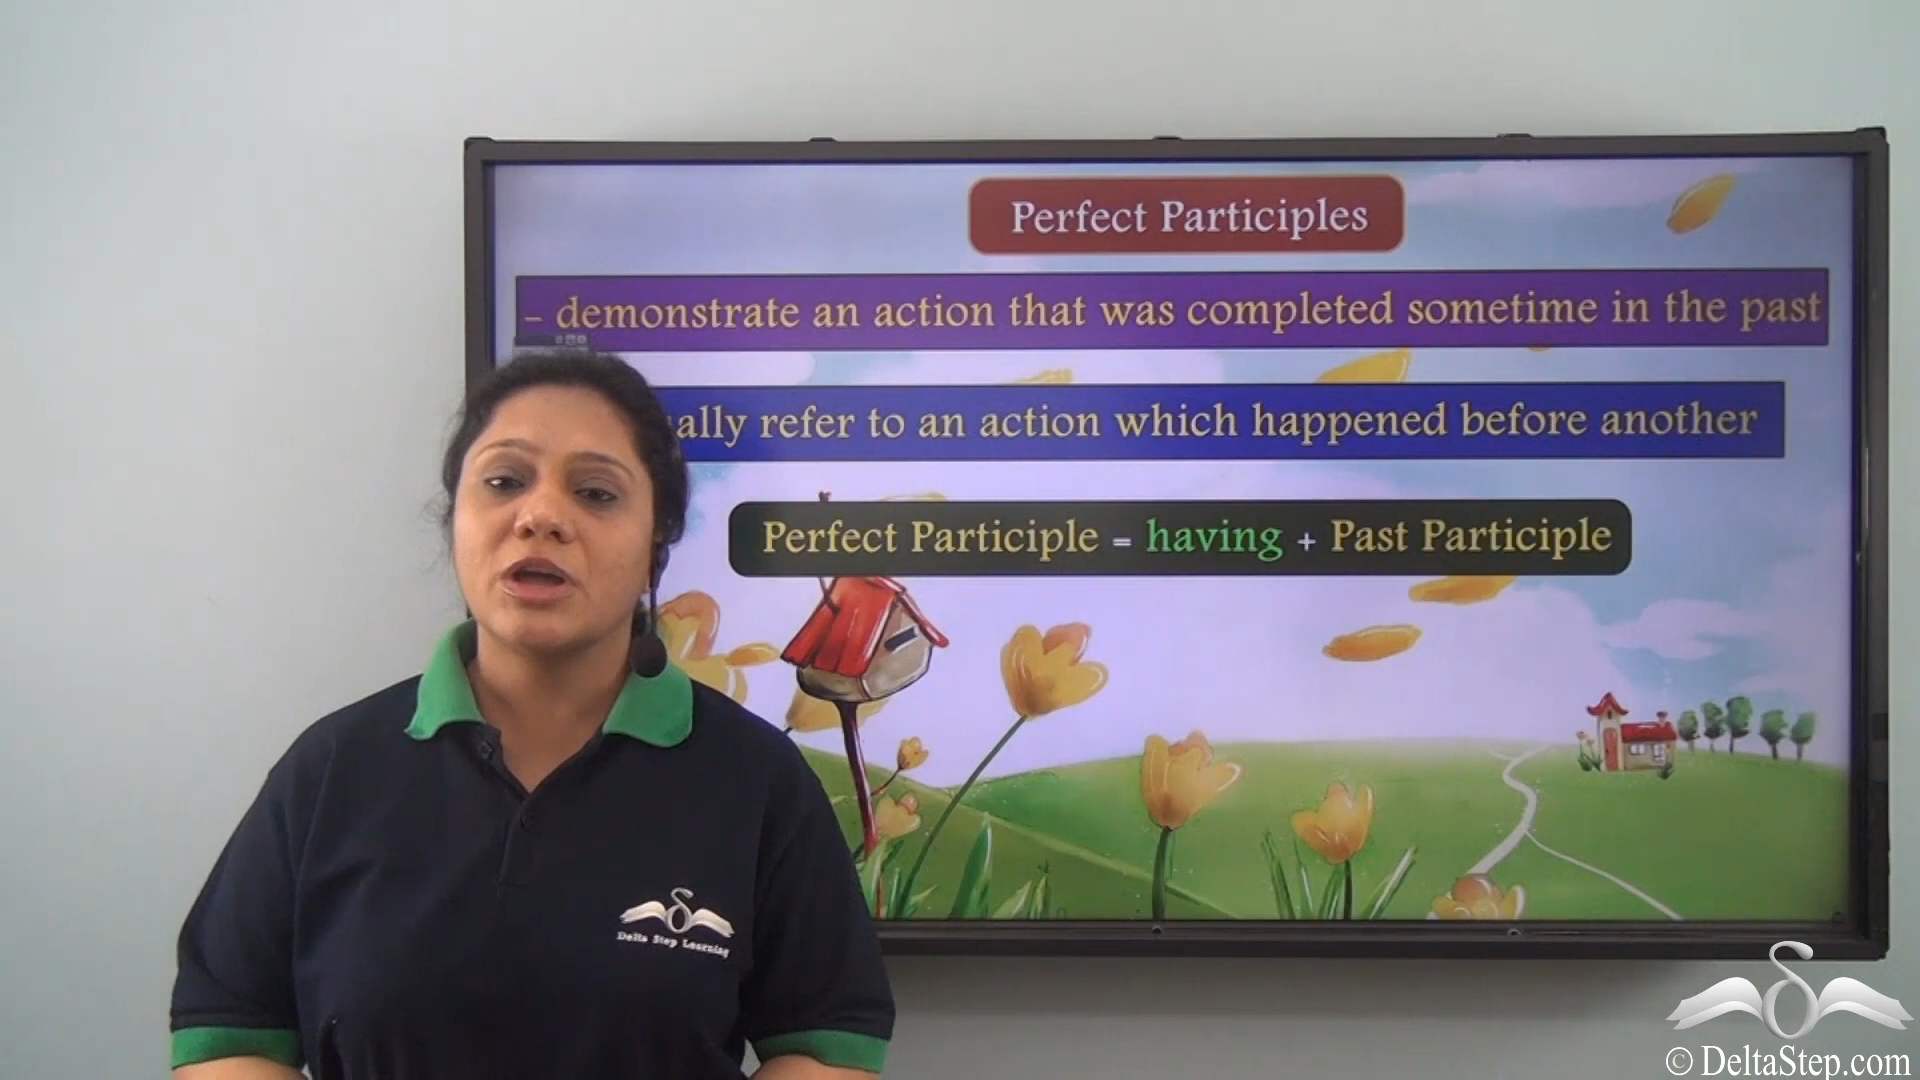 Perfect Participles
– demonstrate an action that was completed sometime in the past
refer to an action which happened before another
Perfect Participle = having + Past Participle
Delta Step Learning
© DeltaStep.com